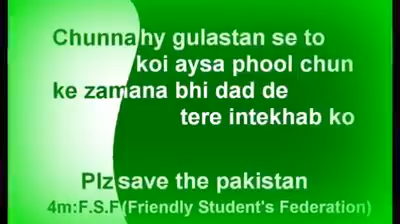 Chunna hy gulastan se to
koi aysa phool chun
ke zamana bhi dad de
tere intekhab ko
Plz save the pakistan
4m:F.S.F(Friendly Student's Federation)